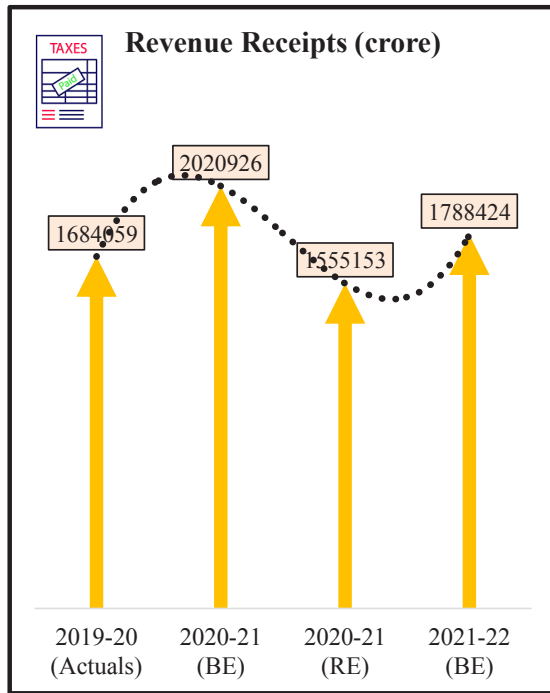 TAXES
Paid
Revenue Receipts (crore)
1684059
2020926
1555153
1788424
2019-20
(Actuals)
2020-21
(BE)
2020-21
(RE)
2021-22
(BE)